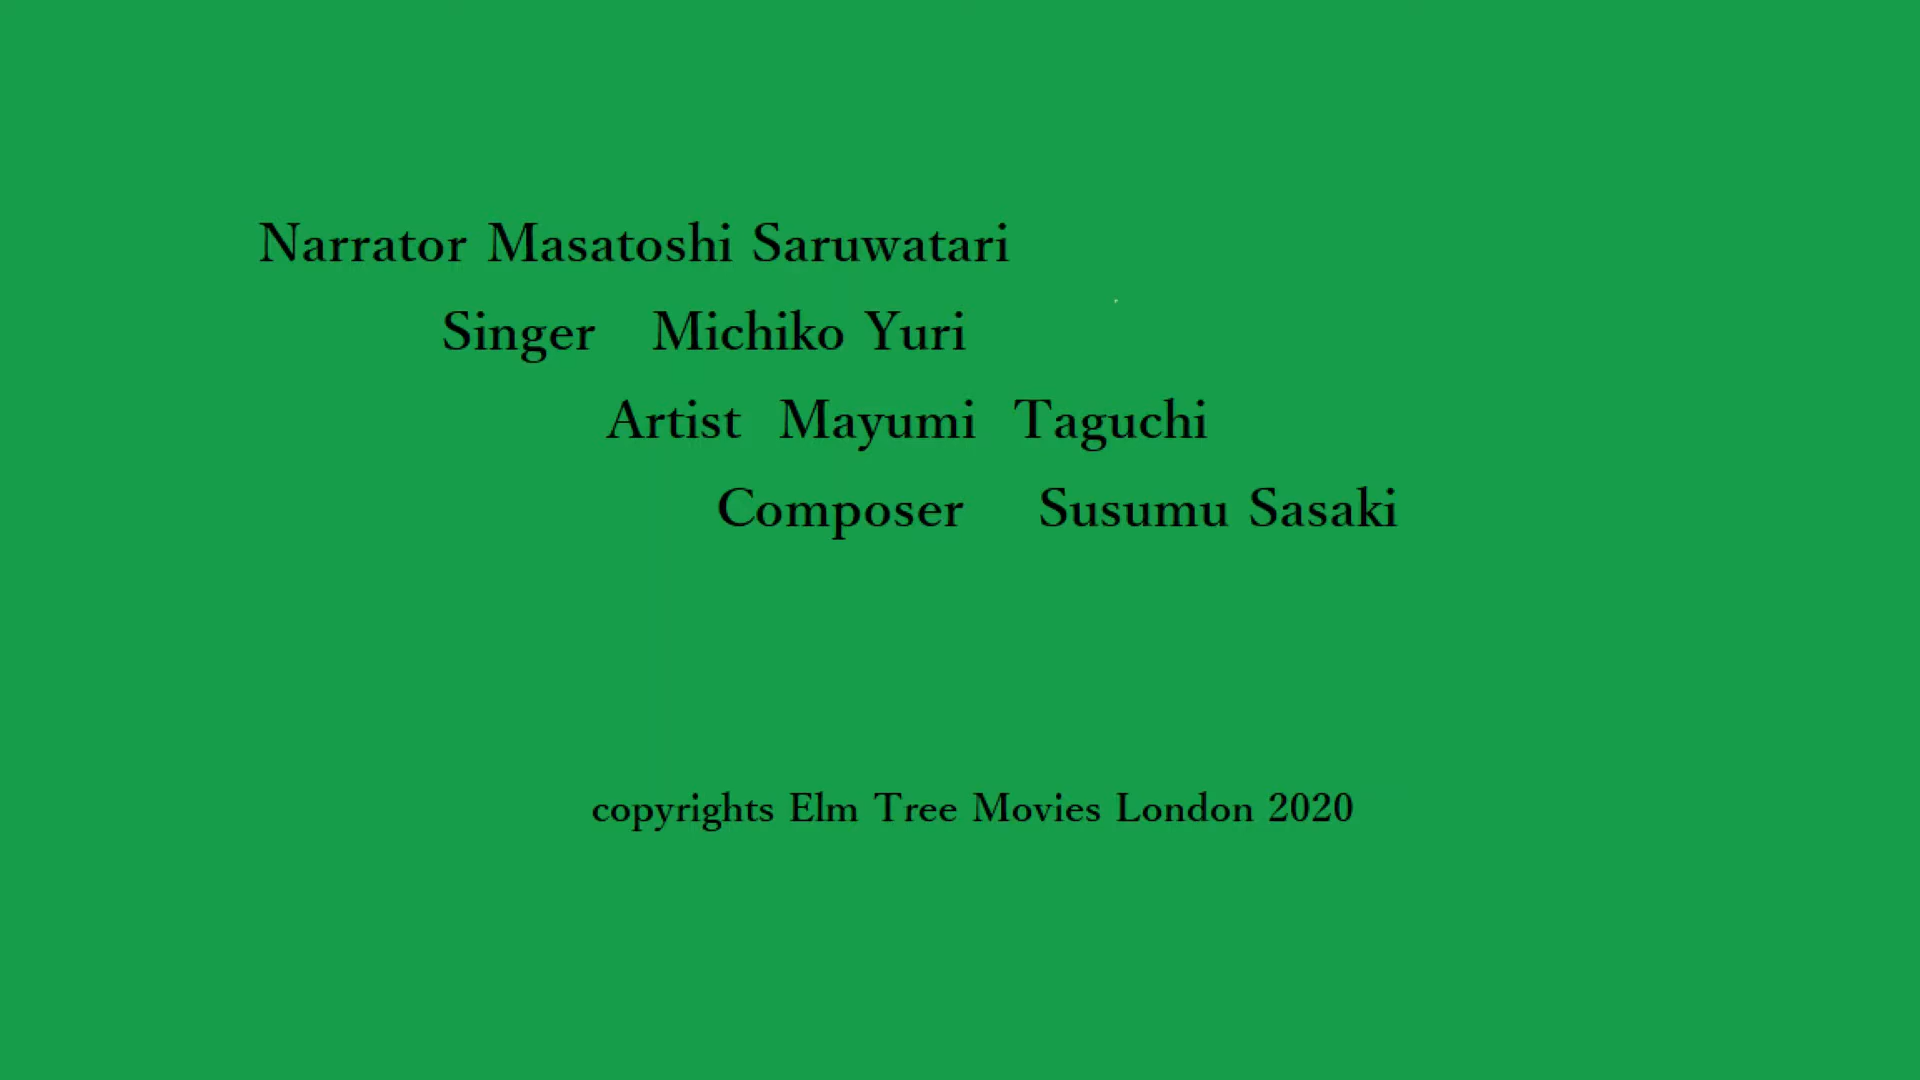 Narrator Masatoshi Saruwatari
Singer Michiko Yuri
Artist Mayumi Taguchi
Composer Susumu Sasaki
copyrights Elm Tree Movies London 2020